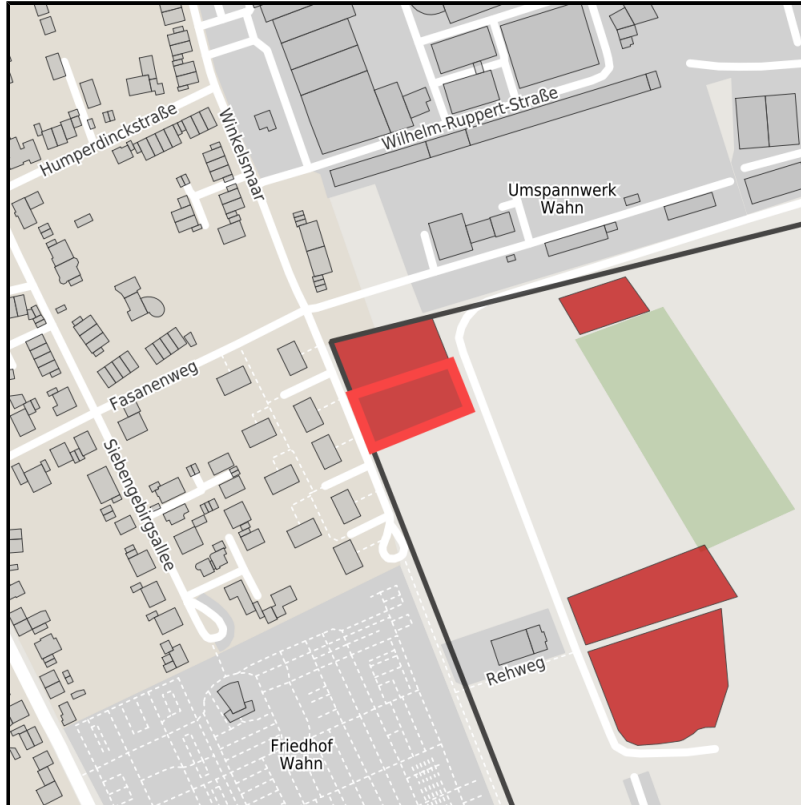 Humperdinckstraße
Winkelsmaar
Wilhelm-Ruppert-Straße
Umspannwerk
Wahn
Fasanenweg
Siebengebirgsallee
Rehweg
Friedhof
Wahn